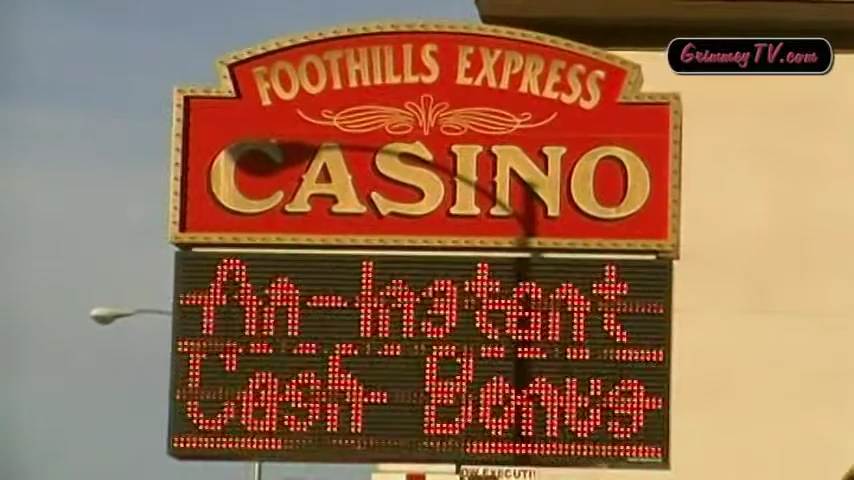 GrimmeyTV.com
FOOTHILLS EXPRESS
CASINO
An Instant
Cash Bonus